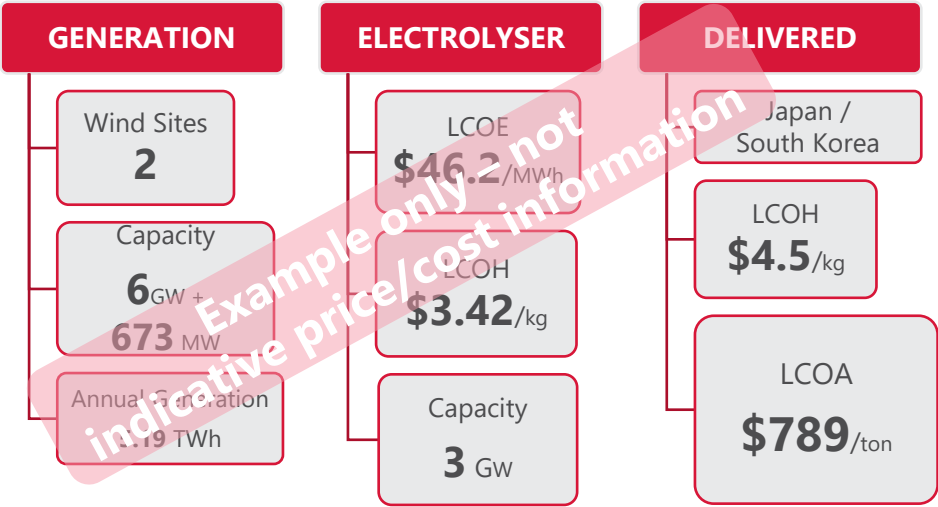 GENERATION
Wind Sites
2
Capacity
6GW +
673 MW
Annual Generation
TWh
ELECTROLYSER
LCOE
$46.2/MWh
LCOH
$3.42/kg
Capacity
3 GW
DELIVERED
Japan /
South Korea
LCOH
$4.5/kg
LCOA
$789/ton
Example only – not
indicative price/cost information